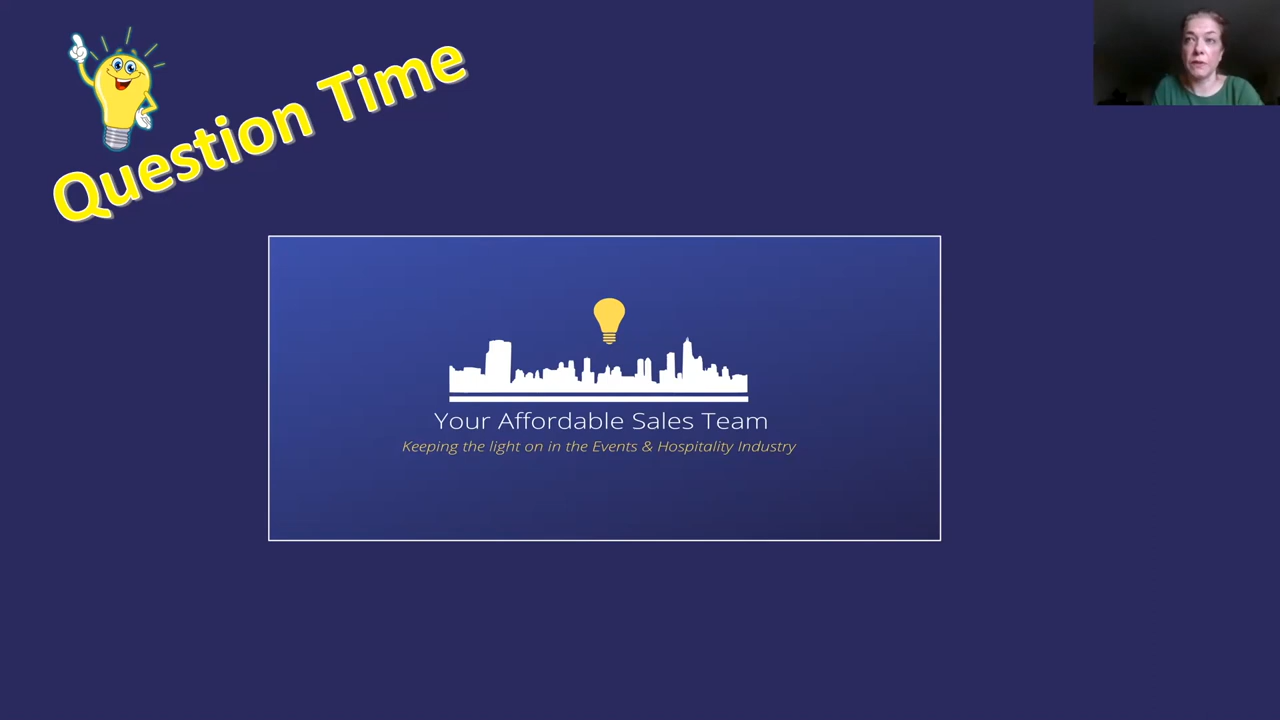 Question Time
Your Affordable Sales Team
Keeping the light on in the Events & Hospitality Industry